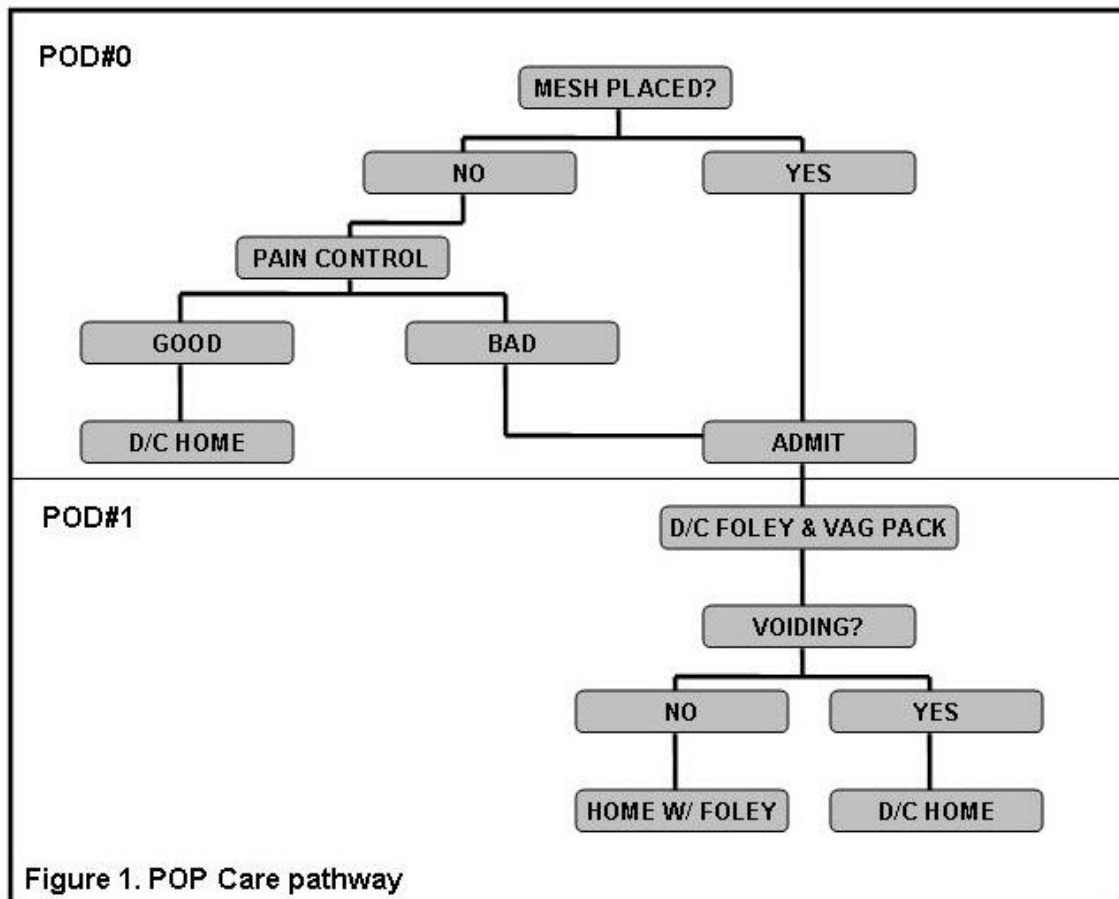 POD#0
MESH PLACED?
NO
YES
PAIN CONTROL
GOOD
BAD
D/C HOME
ADMIT
POD#1
D/C FOLEY & VAG PACK
VOIDING?
NO
YES
HOME W/ FOLEY
D/C HOME
Figure 1. POP Care pathway